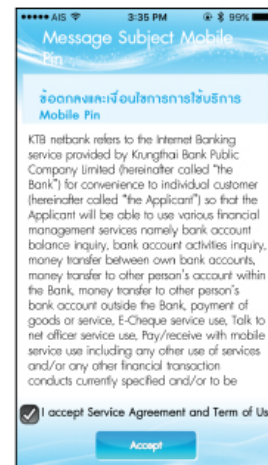 AIS 3:35 PM 99%
Message Subject Mobile
Pin
ข้อตกลงและเงื่อนไขการการใช้บริการ
Mobile Pin
KTB netbank refers to the Internet Banking
service provided by Krungthai Bank Public
Company Limited (hereinafter called "the
Bank") for convenience to individual customer
(hereinafter called "the Applicant") so that the
Applicant will be able to use various financial
management services namely bank account
balance inquiry, bank account activities inquiry,
money transfer between own bank accounts,
money transfer to other person's account within
the Bank, money transfer to other person's
bank account outside the Bank, payment of
goods or service, E-Cheque service use, Talk to
net officer service use, Pay/receive with mobile
service use including any other use of services
and/or any other financial transaction
conducts currently specified and/or to be
I accept Service Agreement and Term of Us
Accept